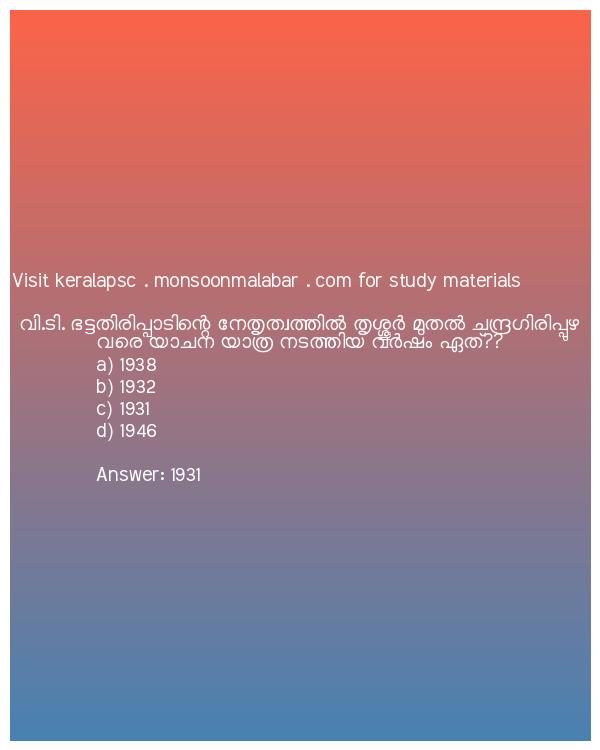 Visit keralapsc . monsoonmalabar . com for study materials
വി.ടി. ഭട്ടതിരിപ്പാടിന്റെ നേതൃത്വത്തിൽ തൃശ്ശൂർ മുതൽ ചന്ദ്രഗിരിപ്പുഴ
വരെ യാചന യാത്ര നടത്തിയ വർഷം ഏത്??
a) 1938
b) 1932
c) 1931
d) 1946
Answer: 1931